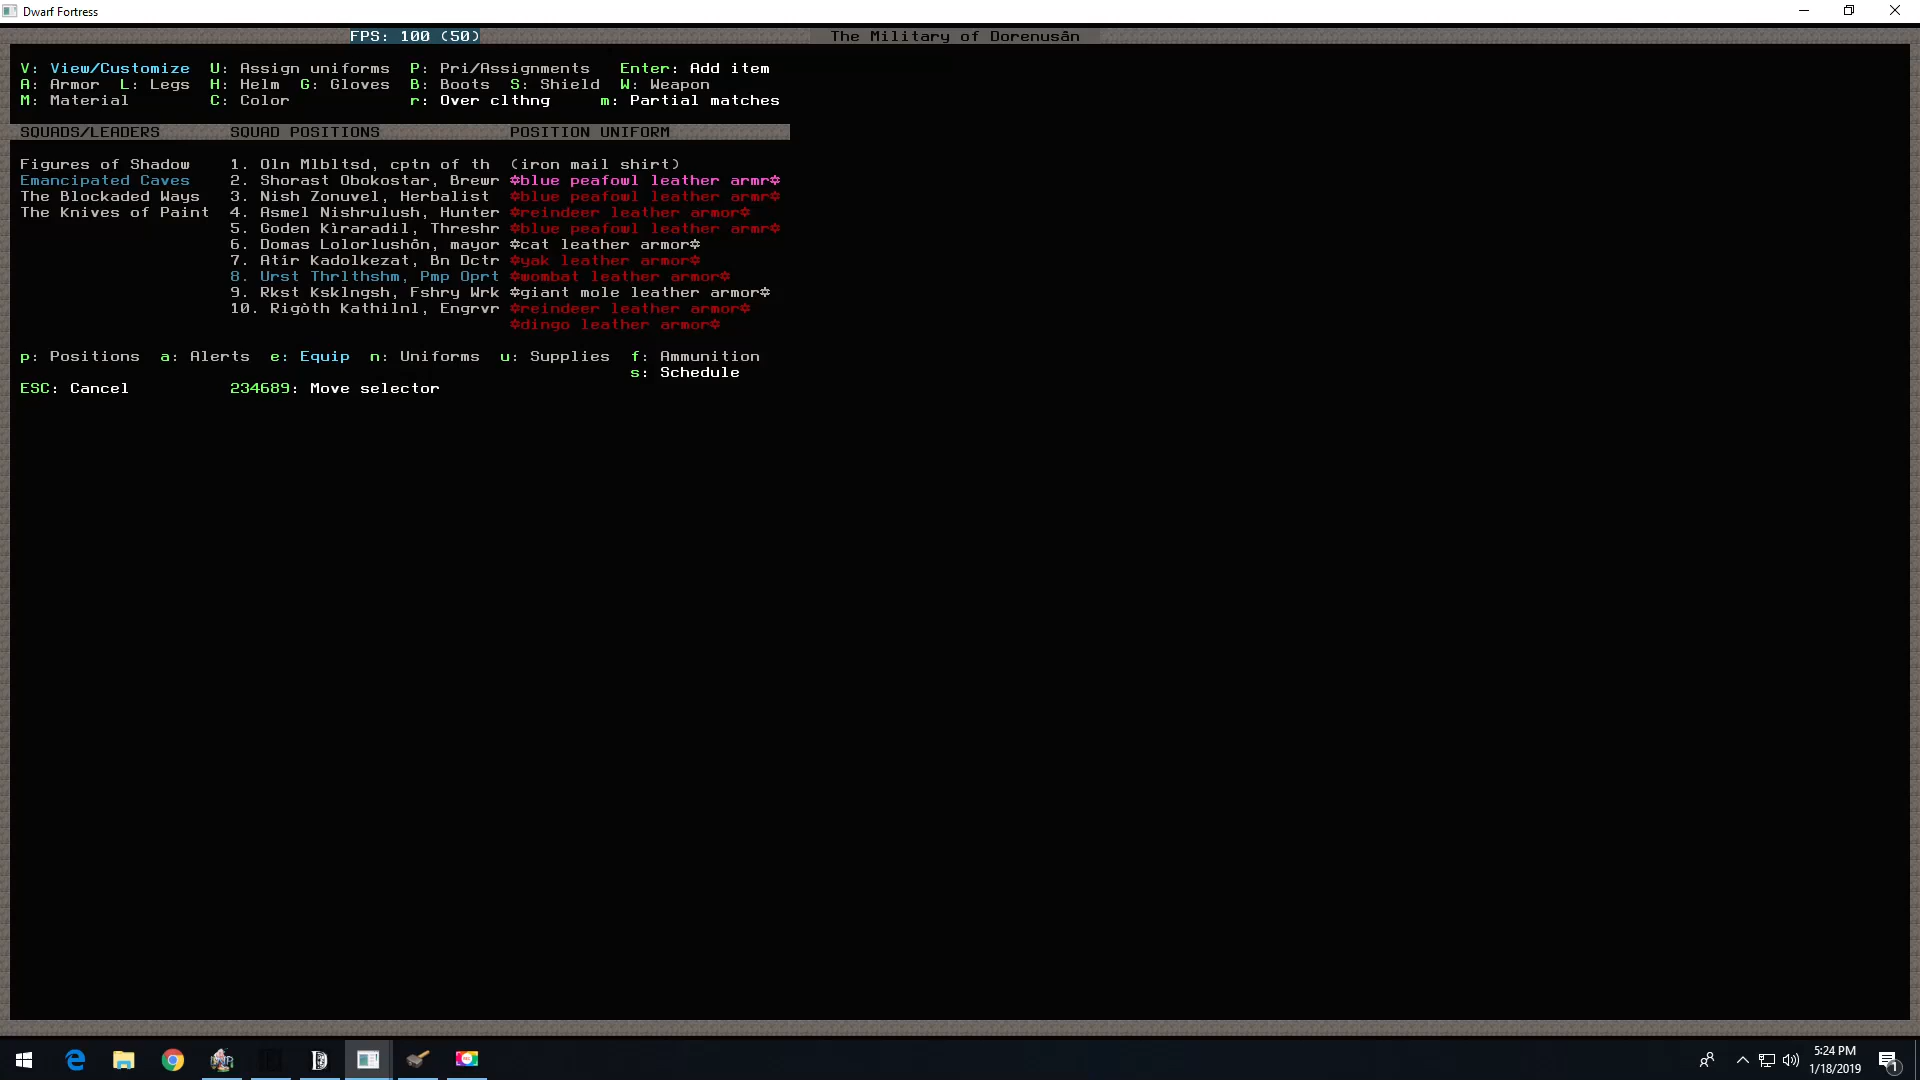 Dwarf Fortress
FPS: 100 (50) The Military of Dorenusân
V: View/Customize U: Assign uniforms P: Pri/Assignments Enter: Add item
A: Armor L: Legs H: Helm G: Gloves B: Boots S: Shield W: Weapon
M: Material C: Color r: Over clthng m: Partial matches
SQUADS/LEADERS SQUAD POSITIONS POSITION UNIFORM
Figures of Shadow 1. Oln Mlbltsd, cptn of th (iron mail shirt)
Emancipated Caves 2. Shorast Obokostar, Brewr ☼blue peafowl leather armr☼
The Blockaded Ways 3. Nish Zonuvel, Herbalist ☼blue peafowl leather armr☼
The Knives of Paint 4. Asmel Nishrulush, Hunter ☼reindeer leather armor☼
5. Goden Kìraradil, Threshr ☼blue peafowl leather armr☼
6. Domas Lolorlushôn, mayor ☼cat leather armor☼
7. Atír Kadolkezat, Bn Dctr ☼yak leather armor☼
8. Urst Thrlthshm, Pmp Oprt ☼wombat leather armor☼
9. Rkst Ksklngsh, Fshry Wrk ☼giant mole leather armor☼
10. Rigòth Kathilnl, Engrvr ☼reindeer leather armor☼
☼dingo leather armor☼
p: Positions a: Alerts e: Equip n: Uniforms u: Supplies f: Ammunition
s: Schedule
ESC: Cancel 234689: Move selector
5:24 PM
1/18/2019
1